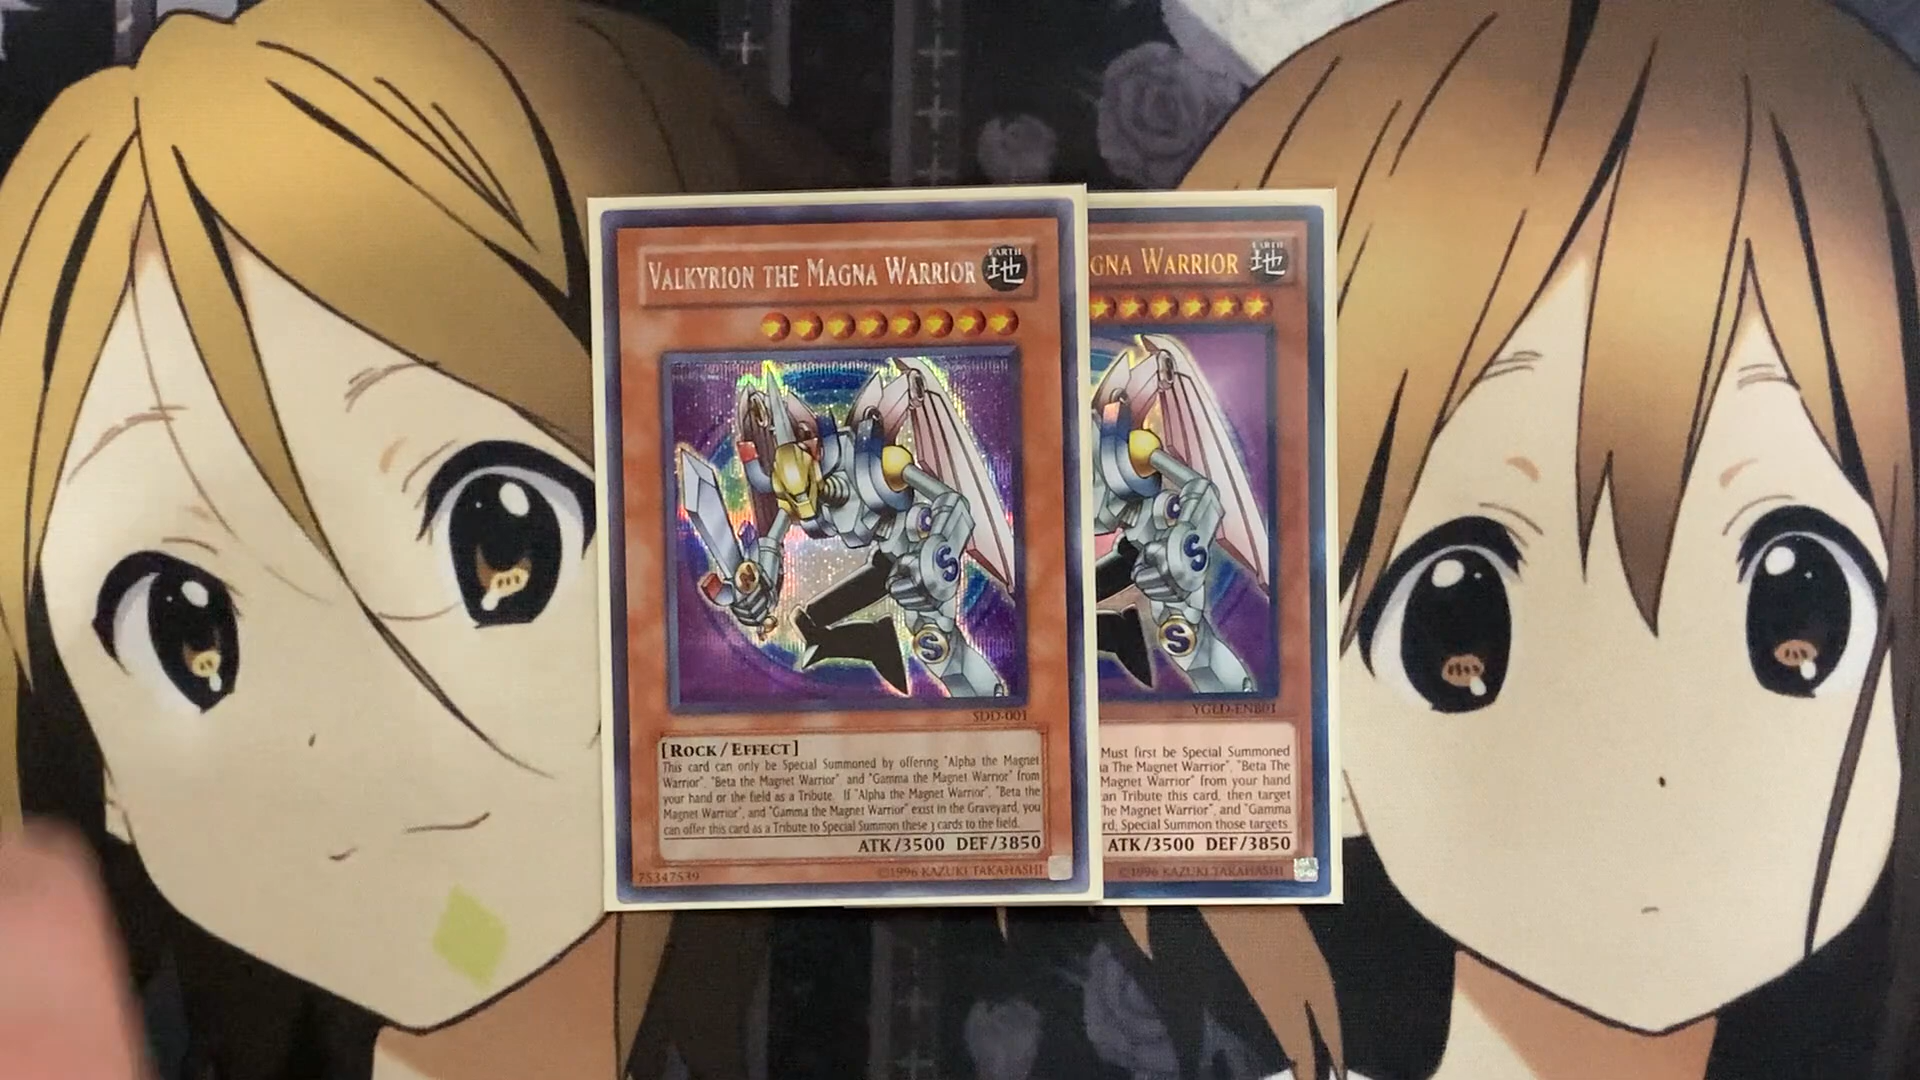 VALKYRION THE MAGNA WARRIOR
EARTH
地
SDD-001
[ROCK/EFFECT]
This card can only be Special Summoned by offering "Alpha the Magnet
Warrior", "Beta the Magnet Warrior" and "Gamma the Magnet Warrior" from
your hand or the field as a Tribute. If "Alpha the Magnet Warrior", "Beta the
Magnet Warrior", and "Gamma the Magnet Warrior" exist in the Graveyard, you
can offer this card as a Tribute to Special Summon these 3 cards to the field.
ATK/3500 DEF/3850
75347539
©1996 KAZUKI TAKAHASHI
N
S
S
GNA WARRIOR
EARTH
地
S
S
YGLD-ENB01
Must first be Special Summoned
a The Magnet Warrior", "Beta The
Magnet Warrior" from your hand
an Tribute this card, then target
he Magnet Warrior", and "Gamma
rd; Special Summon those targets.
ATK/3500 DEF/3850
©1996 KAZUKI TAKAHASHI